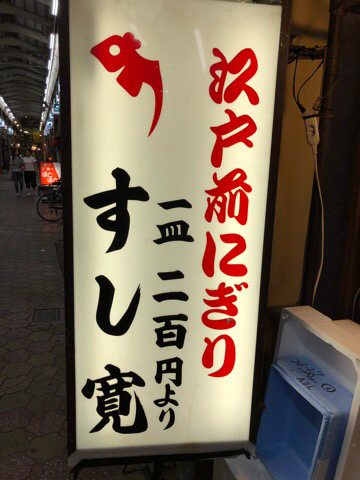 江戸前にぎり
一皿 二百円より
すし寛